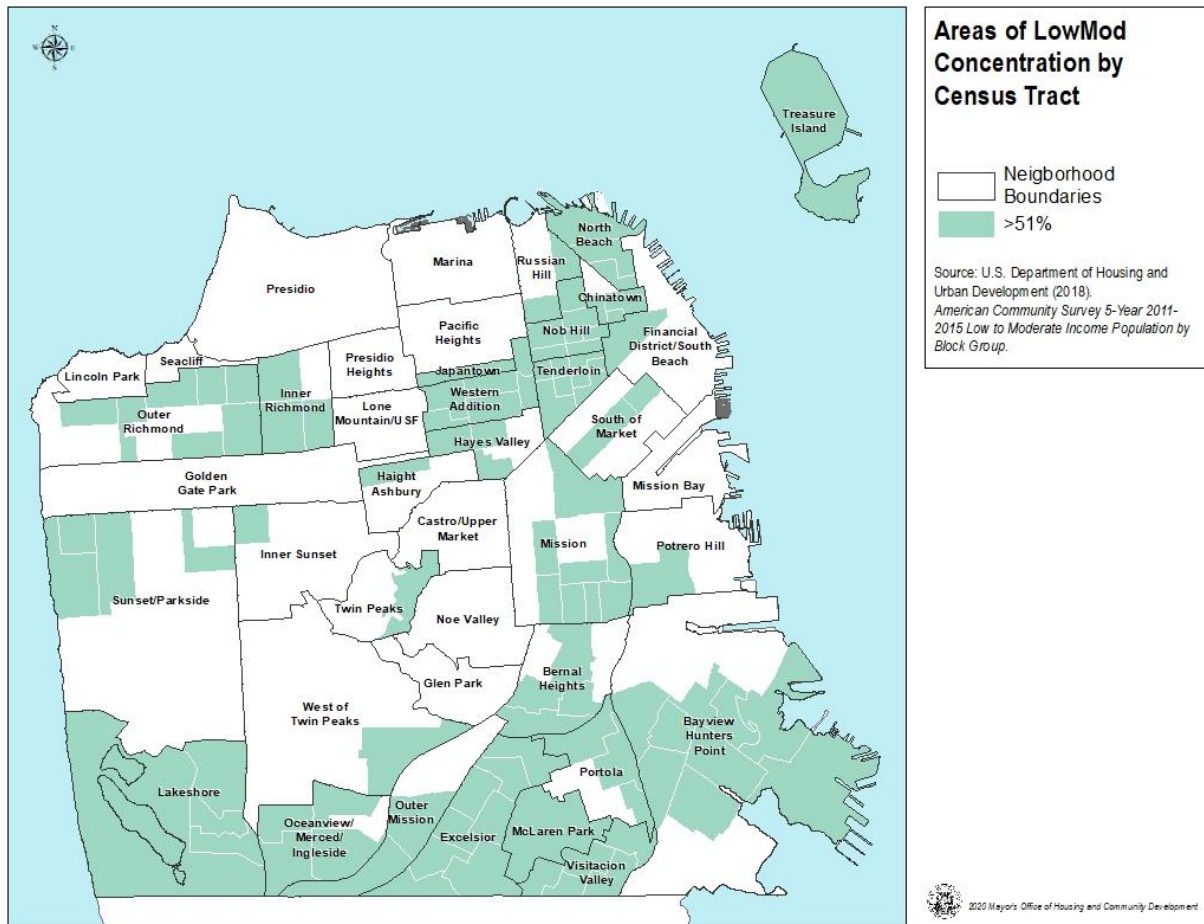 N
W
E
S
Treasure
Island
North
Beach
Marina
Russian
Hill
Presidio
Chinatown
Pacific
Heights
Nob Hill
Financial
District/South
Beach
Seacliff
Presidio
Heights
Lincoln Park
Japantown
Tenderloin
Inner
Richmond
Western
Addition
Lone
Mountain/USF
Outer
Richmond
South of
Market
Hayes Valley
Golden
Gate Park
Haight
Ashbury
Mission Bay
Castro/Upper
Market
Inner Sunset
Mission
Potrero Hill
Sunset/Parkside
Twin Peaks
Noe Valley
Glen Park
Bernal
Heights
West of
Twin Peaks
Bayview
Hunters
Point
Portola
Lakeshore
Oceanview/
Merced/
Ingleside
Outer
Mission
Excelsior
McLaren Park
Visitacion
Valley
Areas of LowMod
Concentration by
Census Tract
Neigborhood
Boundaries
>51%
Source: U.S. Department of Housing and
Urban Development (2018).
American Community Survey 5-Year 2011-
2015 Low to Moderate Income Population by
Block Group.
2020 Mayor's Office of Housing and Community Development